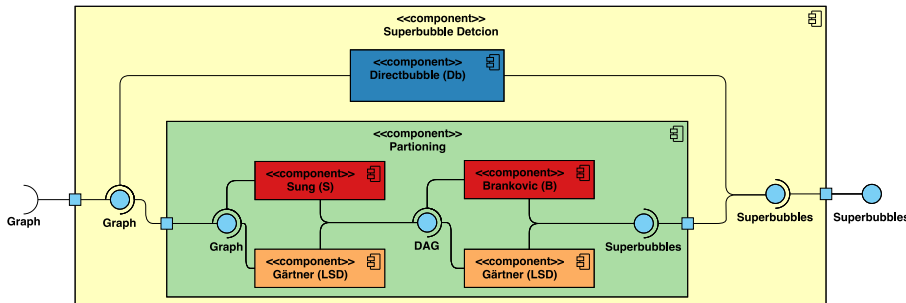 <<component>>
Superbubble Detcion
<<component>>
Directbubble (Db)
<<component>>
Partioning
<<component>>
Sung (S)
<<component>>
Brankovic (B)
Graph
Graph
Graph
DAG
Superbubbles
Superbubbles
Superbubbles
<<component>>
Gärtner (LSD)
<<component>>
Gärtner (LSD)